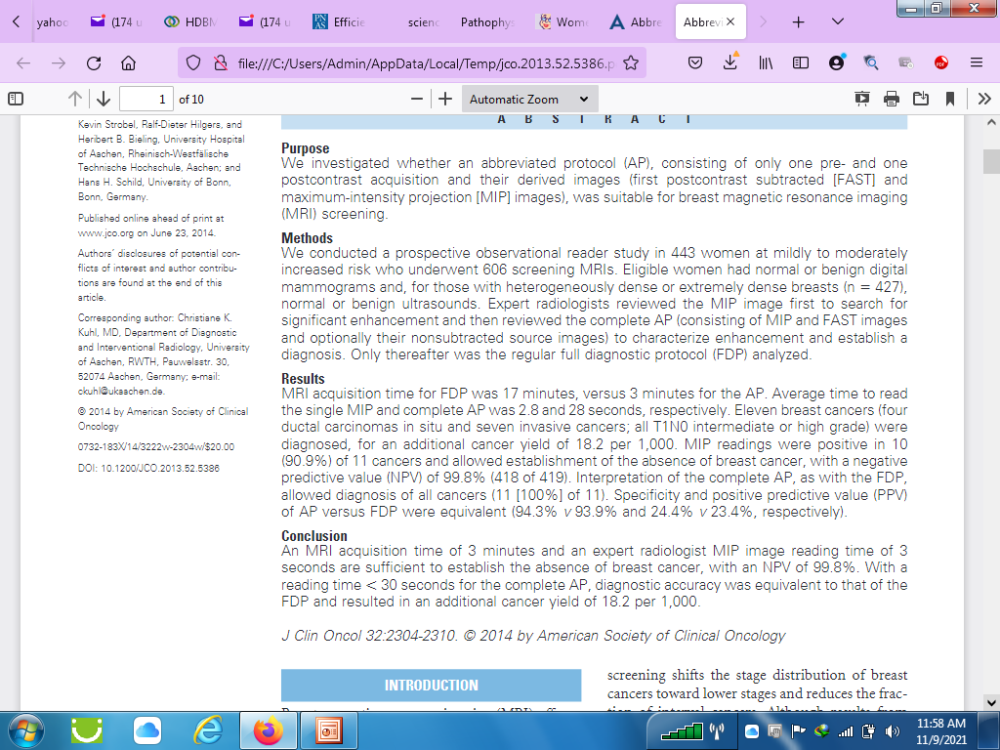 yahoo
(174 u
HDBM
(174 u
Efficie
scienc
Pathophys
Wome
Abbre
Abbrevi
file:///C:/Users/Admin/AppData/Local/Temp/jco.2013.52.5386.p
1 of 10
Automatic Zoom
A B S T R A C T
Kevin Strobel, Ralf-Dieter Hilgers, and
Heribert B. Bieling, University Hospital
of Aachen, Rheinisch-Westfälische
Technische Hochschule, Aachen; and
Hans H. Schild, University of Bonn,
Bonn, Germany.
Published online ahead of print at
www.jco.org on June 23, 2014.
Authors' disclosures of potential con-
flicts of interest and author contribu-
tions are found at the end of this
article.
Corresponding author: Christiane K.
Kuhl, MD, Department of Diagnostic
and Interventional Radiology, University
of Aachen, RWTH, Pauwelsstr. 30,
52074 Aachen, Germany; e-mail:
ckuhl@ukaachen.de.
© 2014 by American Society of Clinical
Oncology
0732-183X/14/3222w-2304w/$20.00
DOI: 10.1200/JCO.2013.52.5386
Purpose
We investigated whether an abbreviated protocol (AP), consisting of only one pre- and one
postcontrast acquisition and their derived images (first postcontrast subtracted [FAST] and
maximum-intensity projection [MIP] images), was suitable for breast magnetic resonance imaging
(MRI) screening.
Methods
We conducted a prospective observational reader study in 443 women at mildly to moderately
increased risk who underwent 606 screening MRIs. Eligible women had normal or benign digital
mammograms and, for those with heterogeneously dense or extremely dense breasts (n = 427),
normal or benign ultrasounds. Expert radiologists reviewed the MIP image first to search for
significant enhancement and then reviewed the complete AP (consisting of MIP and FAST images
and optionally their nonsubtracted source images) to characterize enhancement and establish a
diagnosis. Only thereafter was the regular full diagnostic protocol (FDP) analyzed.
Results
MRI acquisition time for FDP was 17 minutes, versus 3 minutes for the AP. Average time to read
the single MIP and complete AP was 2.8 and 28 seconds, respectively. Eleven breast cancers (four
ductal carcinomas in situ and seven invasive cancers; all T1N0 intermediate or high grade) were
diagnosed, for an additional cancer yield of 18.2 per 1,000. MIP readings were positive in 10
(90.9%) of 11 cancers and allowed establishment of the absence of breast cancer, with a negative
predictive value (NPV) of 99.8% (418 of 419). Interpretation of the complete AP, as with the FDP,
allowed diagnosis of all cancers (11 [100%] of 11). Specificity and positive predictive value (PPV)
of AP versus FDP were equivalent (94.3% v 93.9% and 24.4% v 23.4%, respectively).
Conclusion
An MRI acquisition time of 3 minutes and an expert radiologist MIP image reading time of 3
seconds are sufficient to establish the absence of breast cancer, with an NPV of 99.8%. With a
reading time < 30 seconds for the complete AP, diagnostic accuracy was equivalent to that of the
FDP and resulted in an additional cancer yield of 18.2 per 1,000.
J Clin Oncol 32:2304-2310. © 2014 by American Society of Clinical Oncology
INTRODUCTION
screening shifts the stage distribution of breast
cancers toward lower stages and reduces the frac-
11:58 AM
11/9/2021